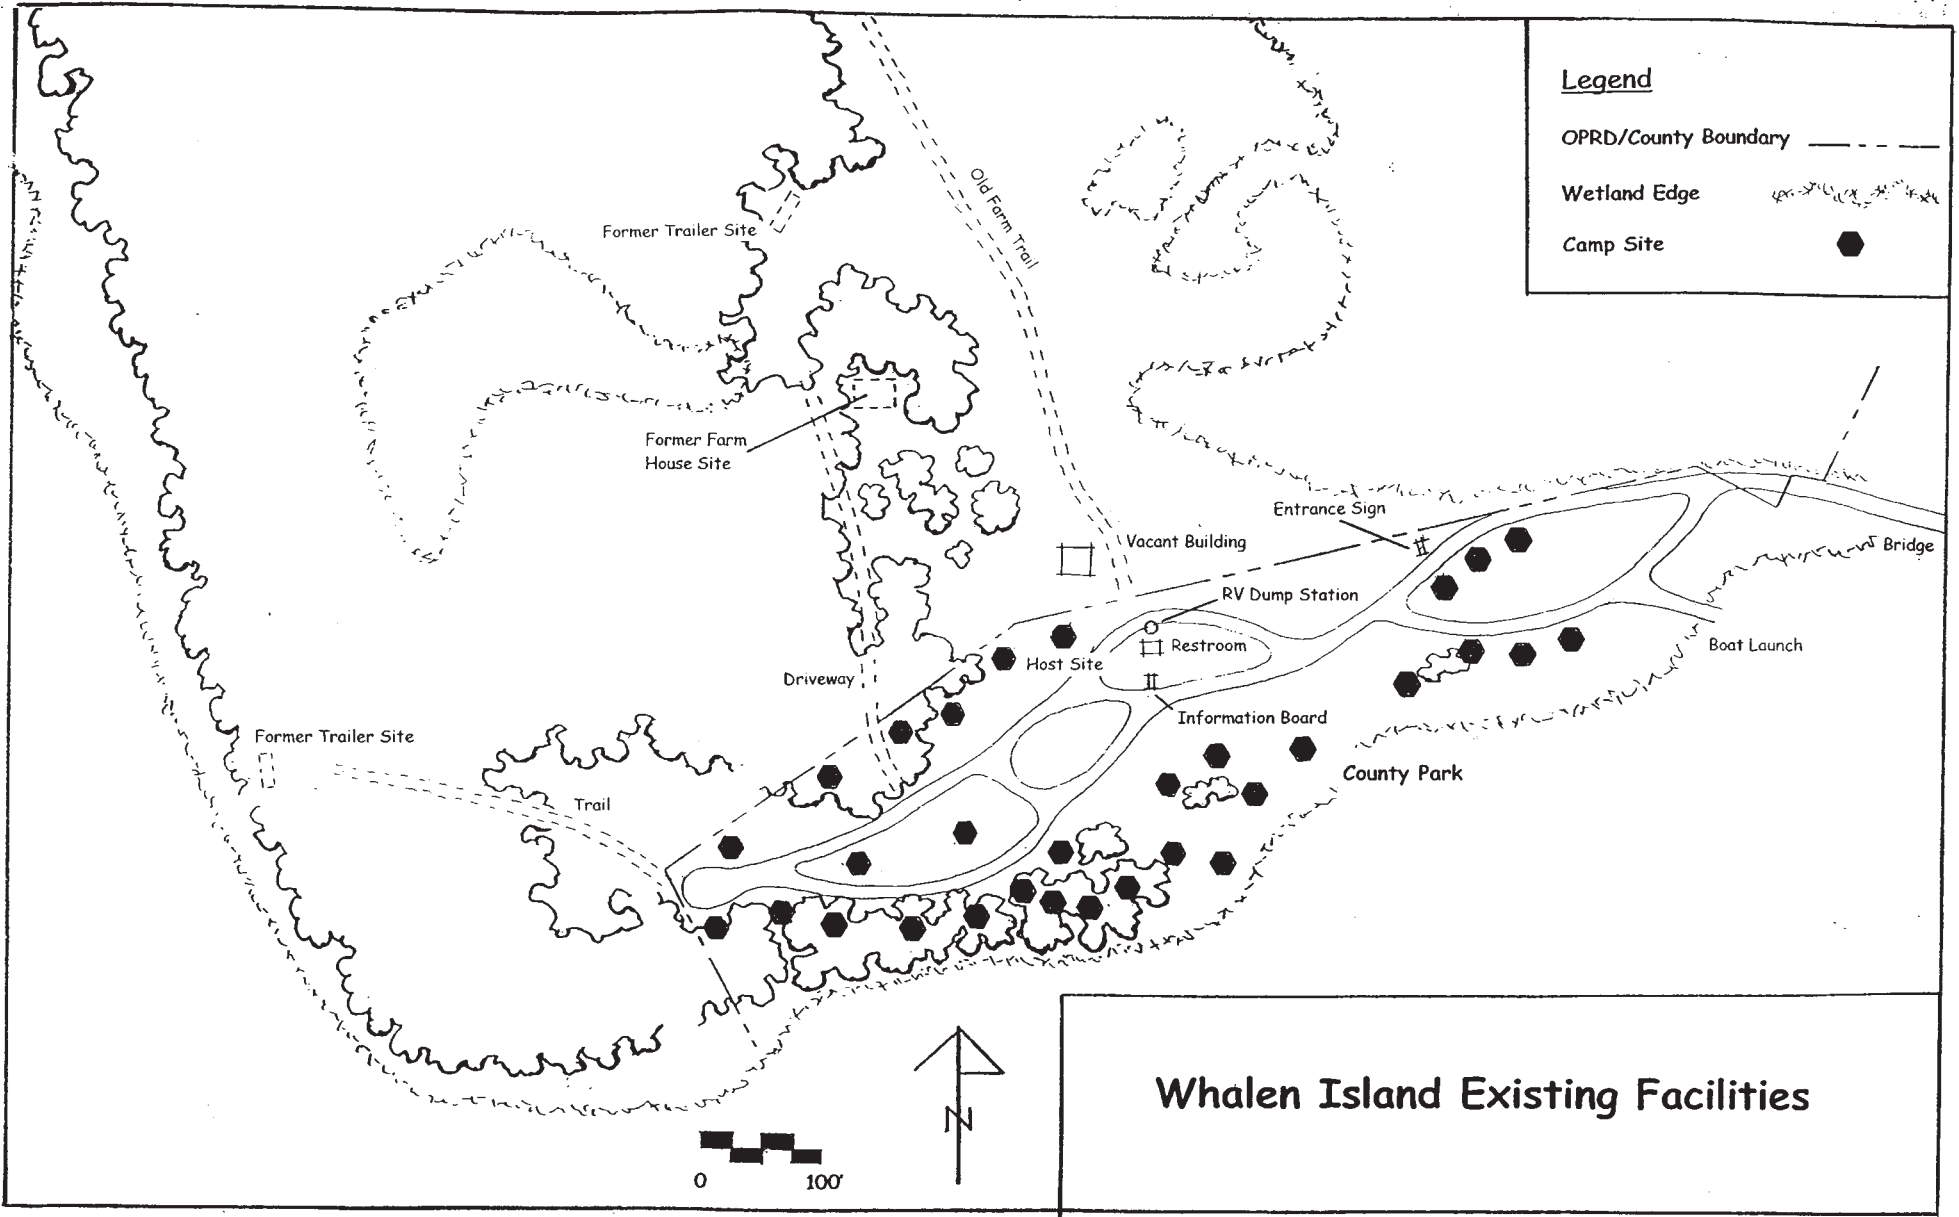 Legend
OPRD/County Boundary
Wetland Edge
Camp Site
Old Farm Trail
Former Trailer Site
Former Farm
House Site
Entrance Sign
Vacant Building
Bridge
RV Dump Station
Restroom
Boat Launch
Host Site
Driveway
Information Board
Former Trailer Site
County Park
Trail
Whalen Island Existing Facilities
N
0 100'